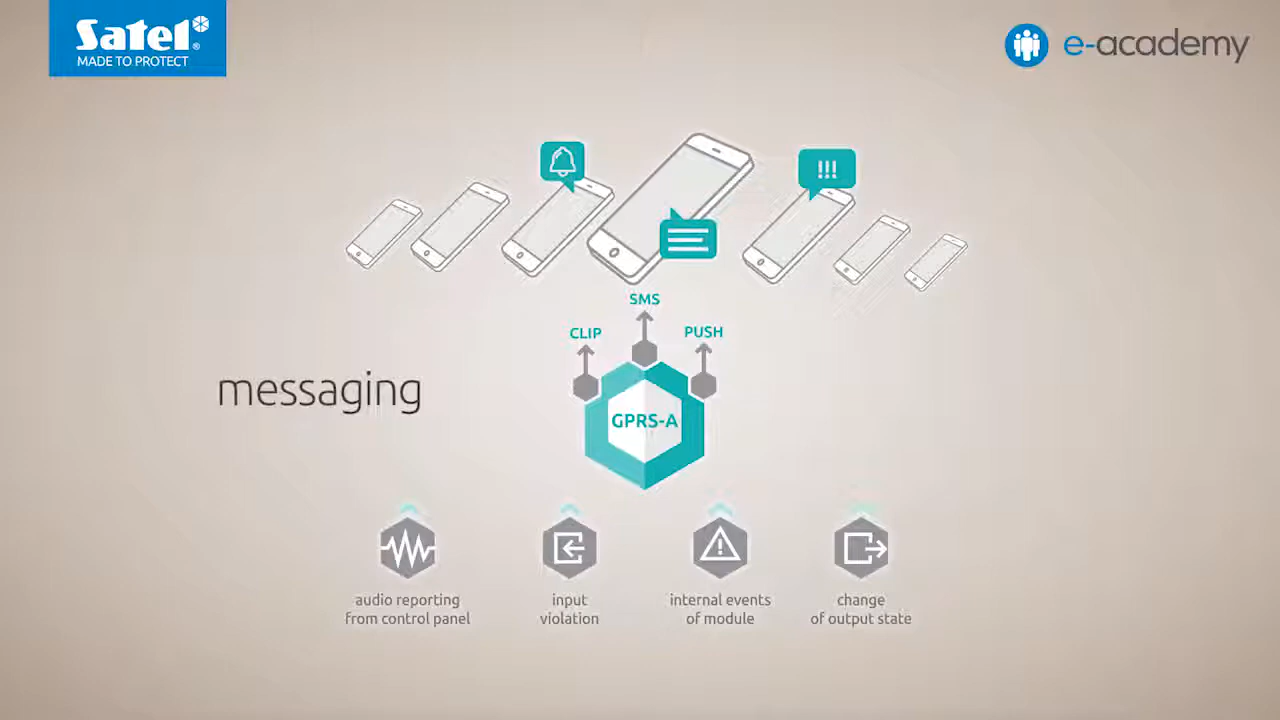 Satel®
MADE TO PROTECT
e-academy
!!!
SMS
CLIP
PUSH
messaging
GPRS-A
audio reporting
from control panel
input
violation
internal events
of module
change
of output state